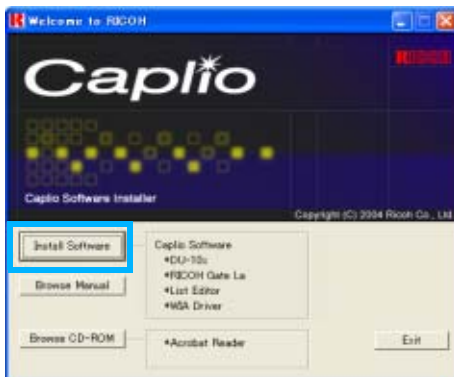 Welcome to RICOH
Caplio
RICOH
Caplio Software Installer
Copyright (C) 2004 Ricoh Co., Ltd
Install Software
Caplio Software
*DU-10x
*RICOH Gate La
*List Editor
*WIA Driver
Browse Manual
Browse CD-ROM
*Acrobat Reader
Exit